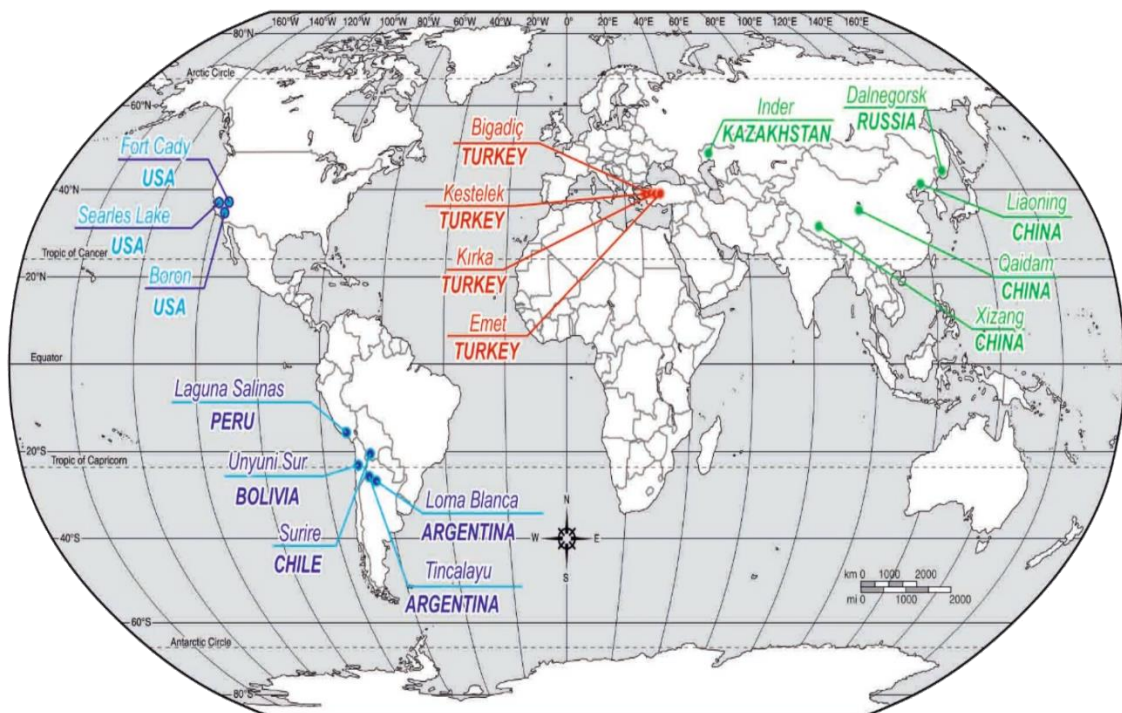 160°W 140°W 120°W 100°W 80°W 60°W 40°W 20°W 0° 20°E 40°E 60°E 80°E 100°E 120°E 140°E 160°E
80°N
Arctic Circle
60°N
Dalnegorsk
RUSSIA
Inder
KAZAKHSTAN
Bigadiç
TURKEY
Fort Cady
USA
40°N
Kestelek
TURKEY
Liaoning
CHINA
Searles Lake
USA
Tropic of Cancer
20°N
Kırka
TURKEY
Qaidam
CHINA
Boron
USA
Emet
TURKEY
Xizang
CHINA
Equator
0°
Laguna Salinas
PERU
20°S
Tropic of Capricorn
Unyuni Sur
BOLIVIA
Loma Blanca
ARGENTINA
Surire
CHILE
40°S
Tincalayu
ARGENTINA
N
W E
S
km 0 1000 2000
mi 0 1000 2000
60°S
Antarctic Circle
80°S